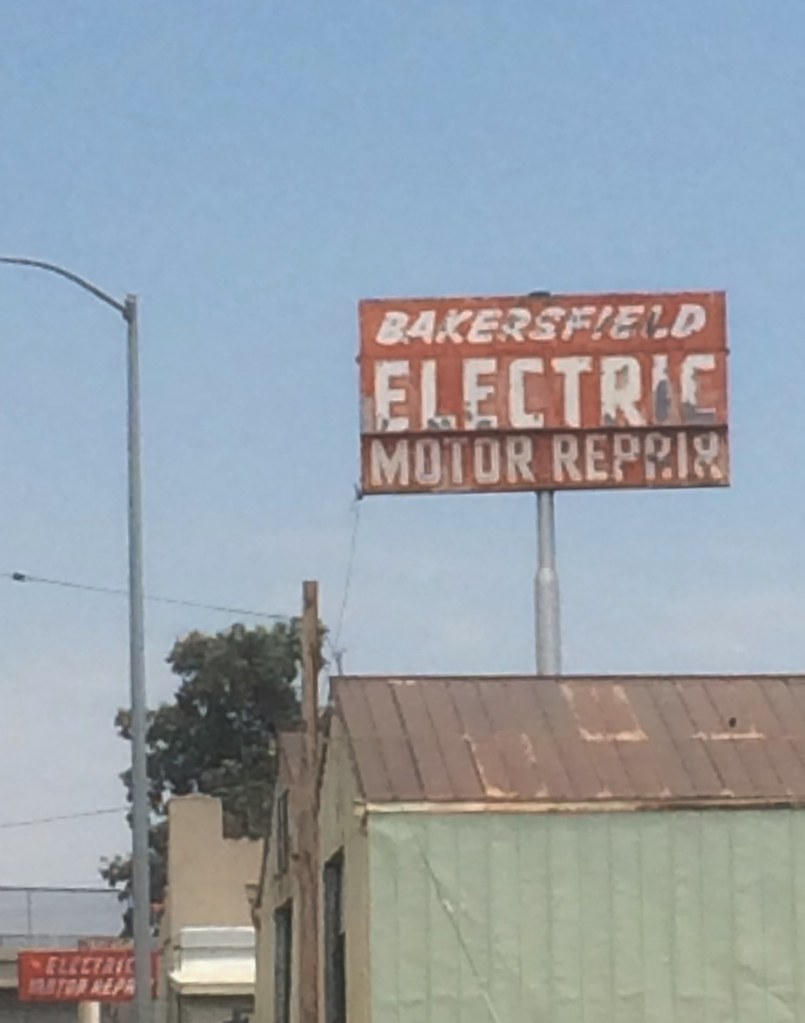 BAKERSFIELD
ELECTRIC
MOTOR REPAIR
ELECTRIC
MOTOR REPA